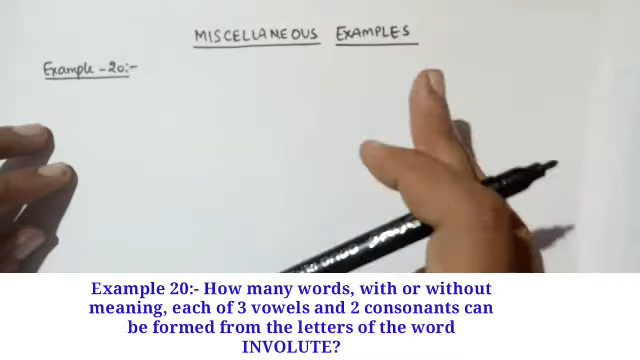 MISCELLANEOUS EXAMPLES
Example -20:-
Example 20:- How many words, with or without
meaning, each of 3 vowels and 2 consonants can
be formed from the letters of the word
INVOLUTE?